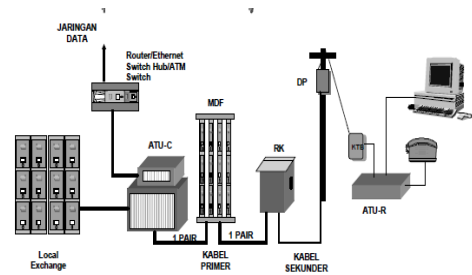 JARINGAN
DATA
Router/Ethernet
Switch Hub/ATM
Switch
MDF
DP
ATU-C
RK
KTB
ATU-R
1 PAIR
1 PAIR
Local
Exchange
KABEL
PRIMER
KABEL
SEKUNDER